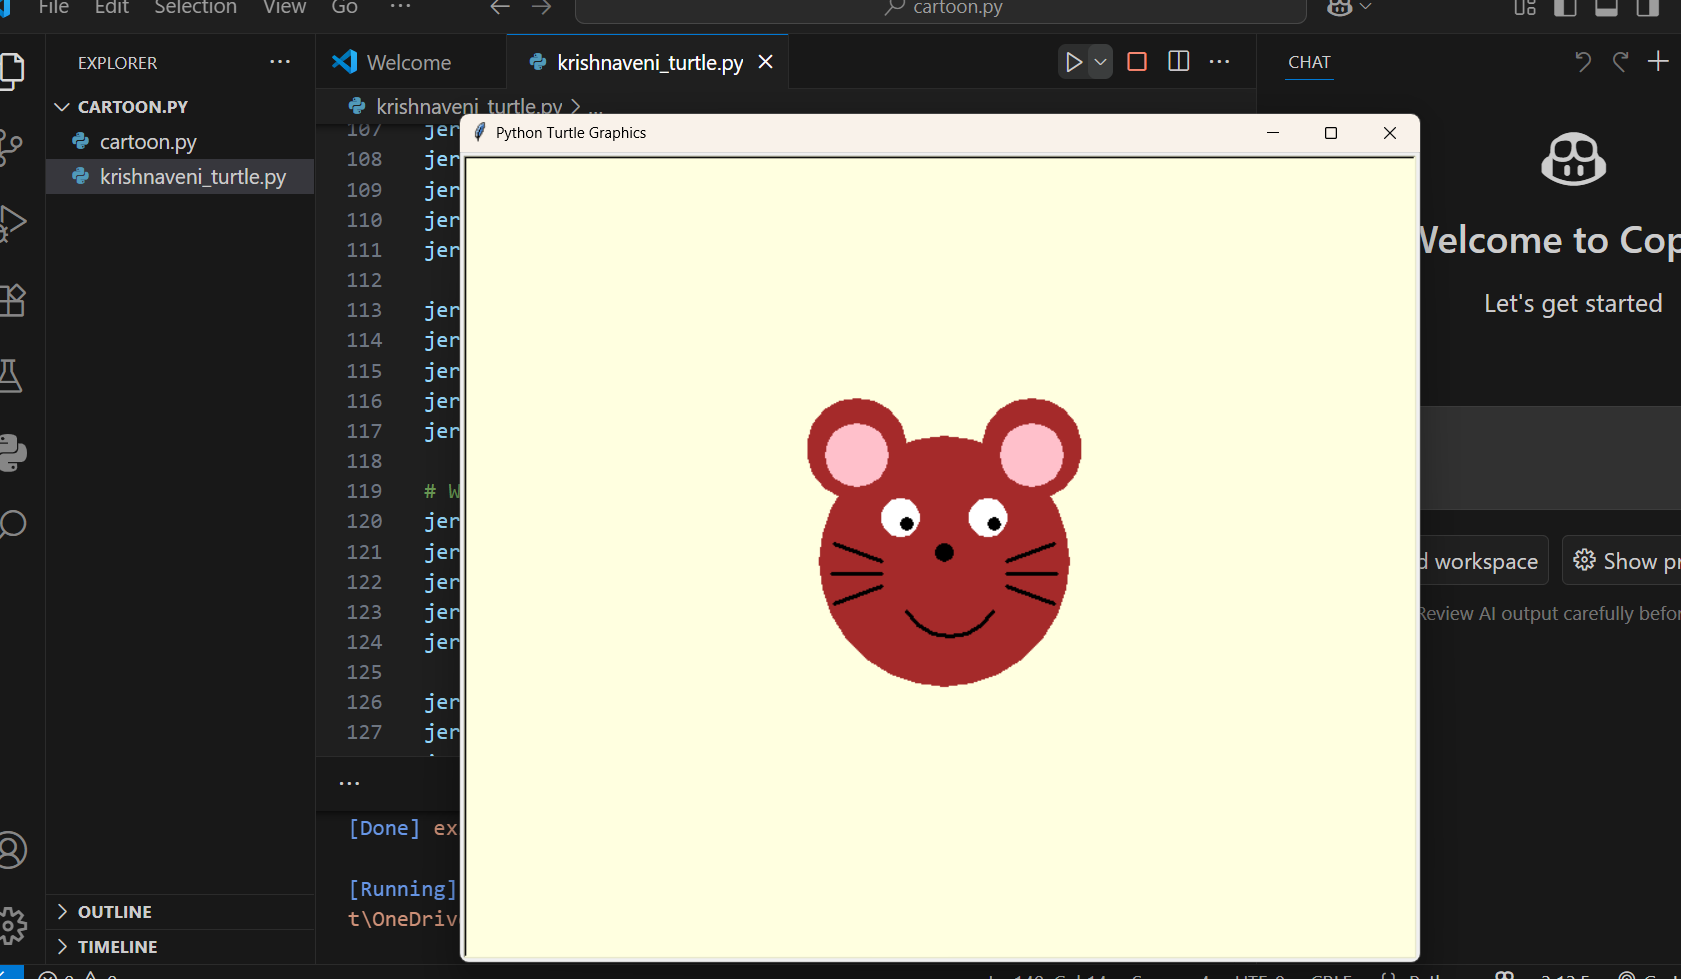 File Edit Selection View Go ···
cartoon.py
EXPLORER ···
CARTOON.PY
cartoon.py
krishnaveni_turtle.py
Welcome
krishnaveni_turtle.py
krishnaveni_turtle.py > ...
Python Turtle Graphics
107 jer
108 jer
109 jer
110 jer
111 jer
112
113 jer
114 jer
115 jer
116 jer
117 jer
118
119 # W
120 jer
121 jer
122 jer
123 jer
124 jer
125
126 jer
127 jer
···
[Done] ex
[Running]
t\OneDriv
OUTLINE
TIMELINE
CHAT
Welcome to Cop
Let's get started
d workspace
Show pr
Review AI output carefully befor